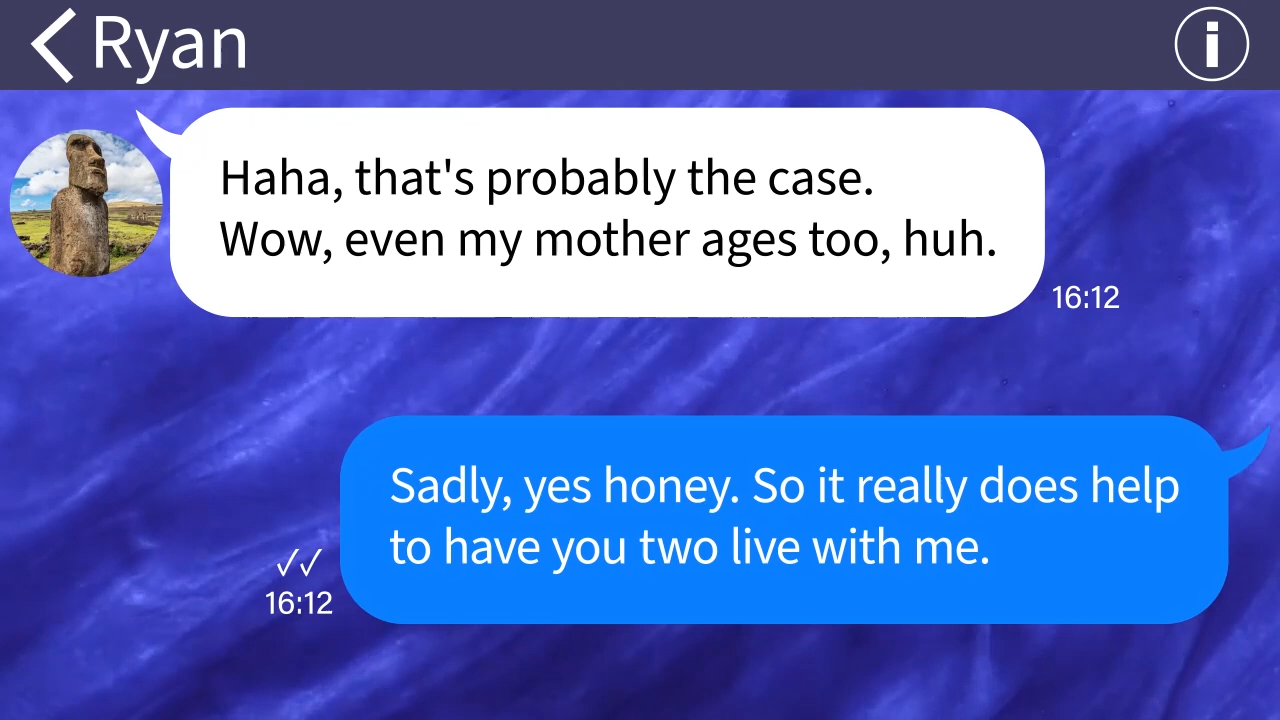 Ryan
Haha, that's probably the case.
Wow, even my mother ages too, huh.
16:12
Sadly, yes honey. So it really does help
to have you two live with me.
✓✓
16:12